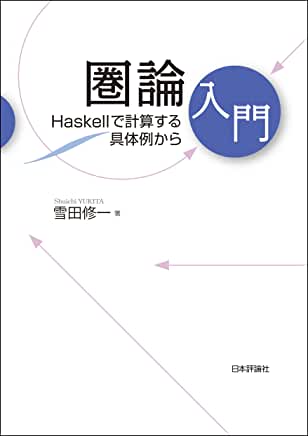 圏論
入門
Haskellで計算する
具体例から
Shuichi YUKITA
雪田修一 著
日本評論社